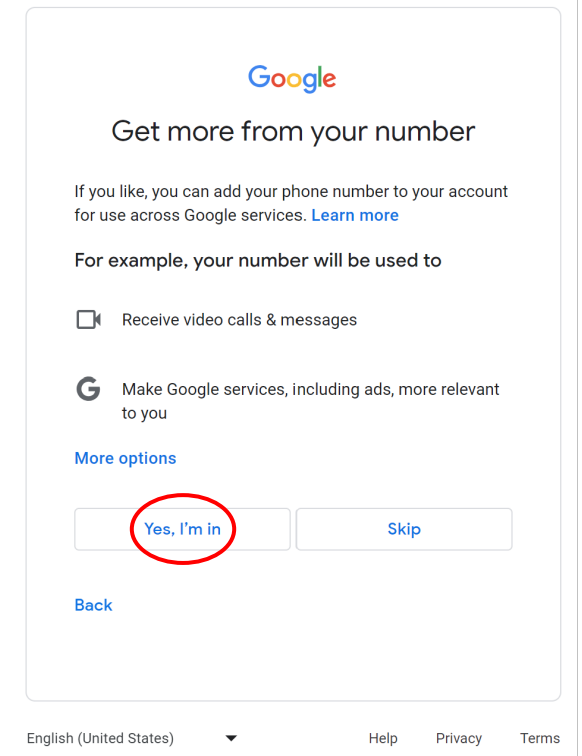 Google
Get more from your number
If you like, you can add your phone number to your account
for use across Google services. Learn more
For example, your number will be used to
Receive video calls & messages
G
Make Google services, including ads, more relevant
to you
More options
Yes, I'm in
Skip
Back
English (United States)
Help
Privacy
Terms